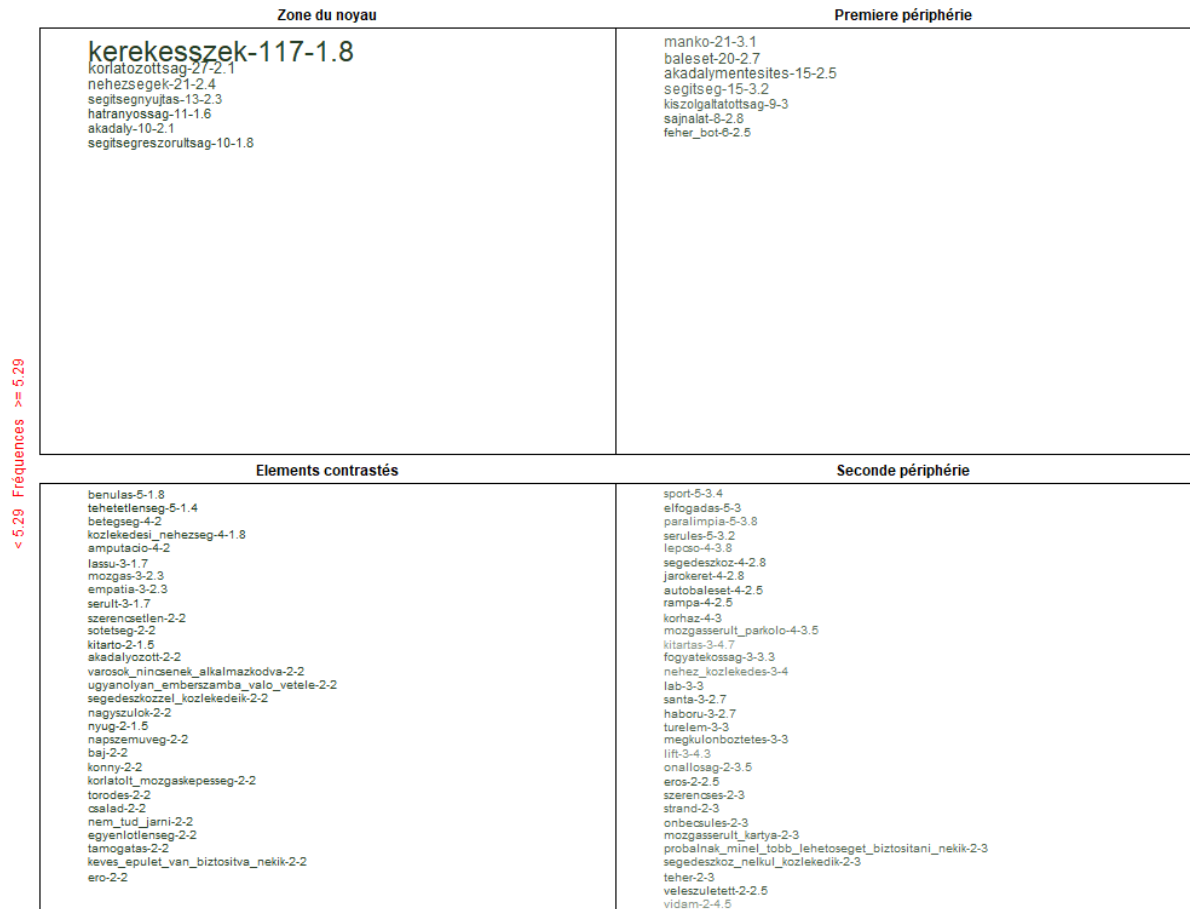 Zone du noyau
kerekesszek-117-1.8
korlatozottsag-27-2.1
nehezsegek-21-2.4
segitsegnyujtas-13-2.3
hatranyossag-11-1.6
akadaly-10-2.1
segitsegreszorultsag-10-1.8
Premiere périphérie
manko-21-3.1
baleset-20-2.7
akadalymentesites-15-2.5
segitseg-15-3.2
kiszolgaltatottsag-9-3
sajnalat-8-2.8
feher_bot-6-2.5
< 5.29 Fréquences >= 5.29
Elements contrastés
benulas-5-1.8
tehetetlenseg-5-1.4
betegseg-4-2
kozlekedesi_nehezseg-4-1.8
amputacio-4-2
lassu-3-1.7
mozgas-3-2.3
empatia-3-2.3
serult-3-1.7
szerencsetlen-2-2
sotetseg-2-2
kitarto-2-1.5
akadalyozott-2-2
varosok_nincsenek_alkalmazkodva-2-2
ugyanolyan_emberszamba_valo_vetele-2-2
segedeszkozzel_kozlekedeik-2-2
nagyszulok-2-2
nyug-2-1.5
napszemuveg-2-2
baj-2-2
konny-2-2
korlatolt_mozgaskepesseg-2-2
torodes-2-2
csalad-2-2
nem_tud_jarni-2-2
egyenlotlenseg-2-2
tamogatas-2-2
keves_epulet_van_biztositva_nekik-2-2
ero-2-2
Seconde périphérie
sport-5-3.4
elfogadas-5-3
paralimpia-5-3.8
serules-5-3.2
lepcso-4-3.8
segedeszkoz-4-2.8
jarokeret-4-2.8
autobaleset-4-2.5
rampa-4-2.5
korhaz-4-3
mozgasserult_parkolo-4-3.5
kitartas-3-4.7
fogyatekossag-3-3.3
nehez_kozlekedes-3-4
lab-3-3
santa-3-2.7
haboru-3-2.7
turelem-3-3
megkulonboztetes-3-3
lift-3-4.3
onallosag-2-3.5
eros-2-2.5
szerencses-2-3
strand-2-3
onbecsules-2-3
mozgasserult_kartya-2-3
probalnak_minel_tobb_lehetoseget_biztositani_nekik-2-3
segedeszkoz_nelkul_kozlekedik-2-3
teher-2-3
veleszuletett-2-2.5
vidam-2-4.5